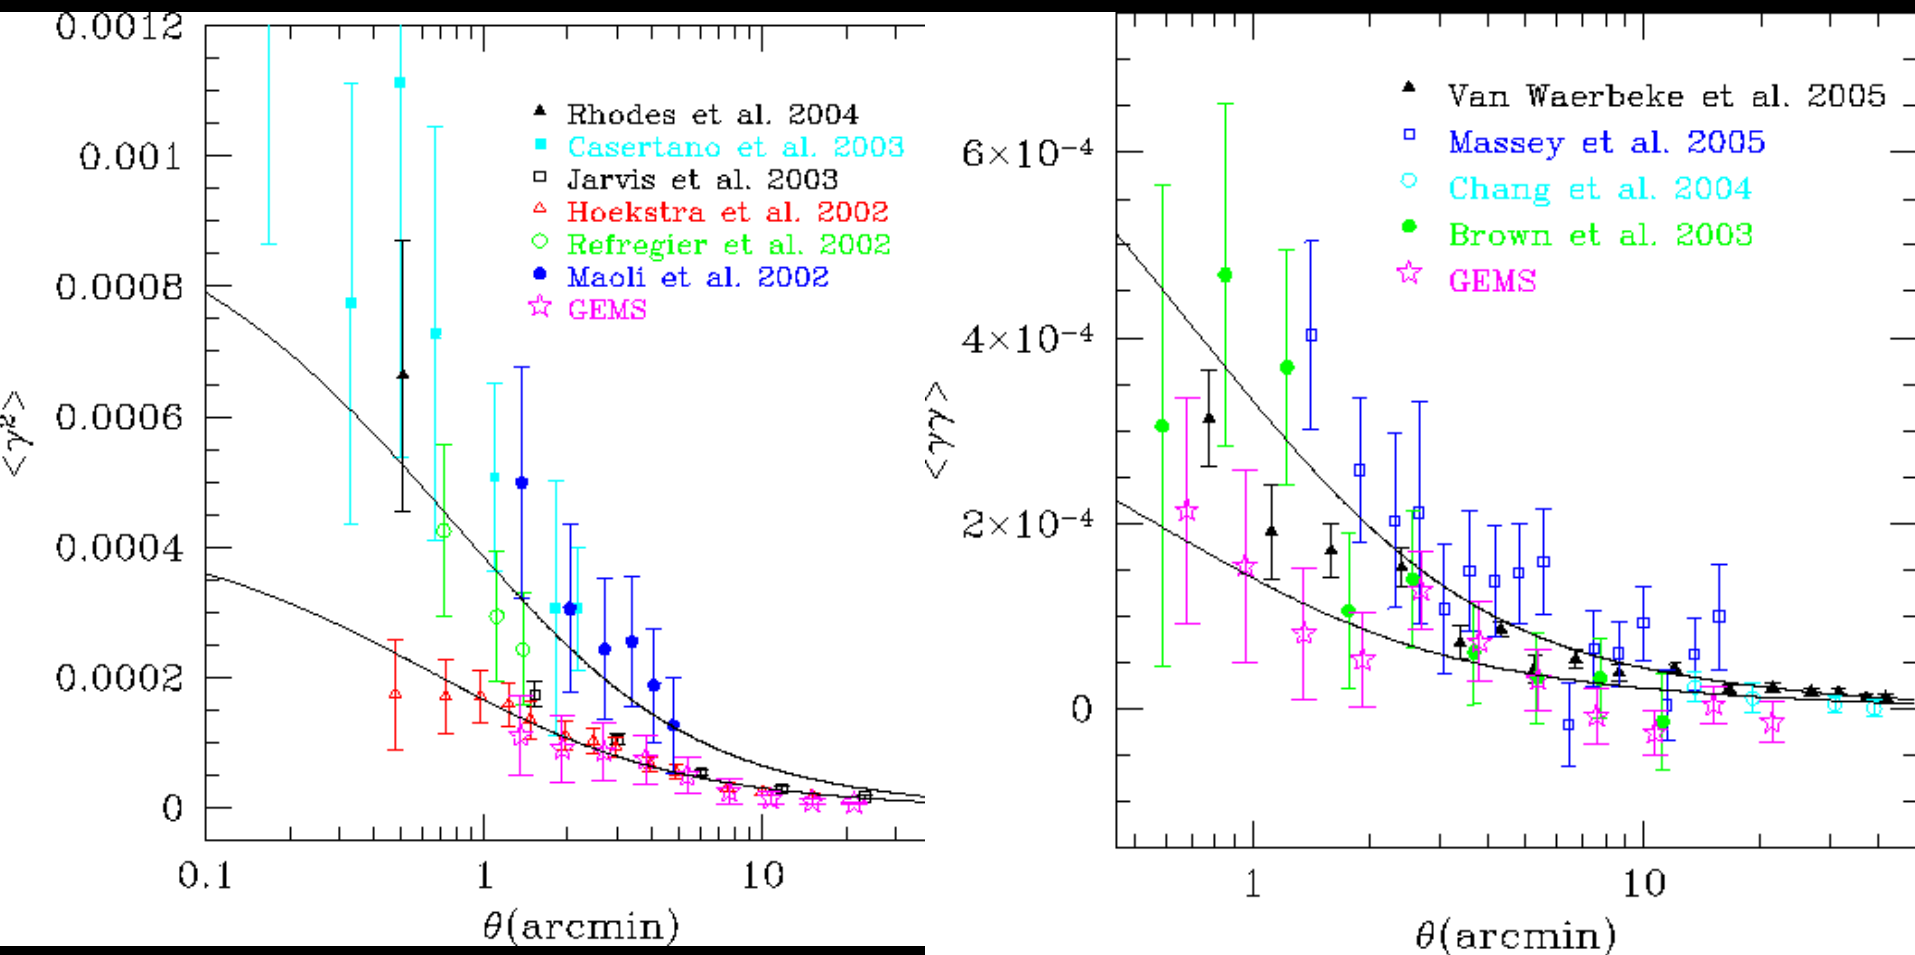 0.0012
0.001
0.0008
0.0006
0.0004
0.0002
0
<γ²>
Rhodes et al. 2004
Casertano et al. 2003
Jarvis et al. 2003
Hoekstra et al. 2002
Refregier et al. 2002
Maoli et al. 2002
GEMS
0.1 1 10
θ(arcmin)
6×10⁻⁴
4×10⁻⁴
2×10⁻⁴
0
<γγ>
Van Waerbeke et al. 2005
Massey et al. 2005
Chang et al. 2004
Brown et al. 2003
GEMS
1 10
θ(arcmin)